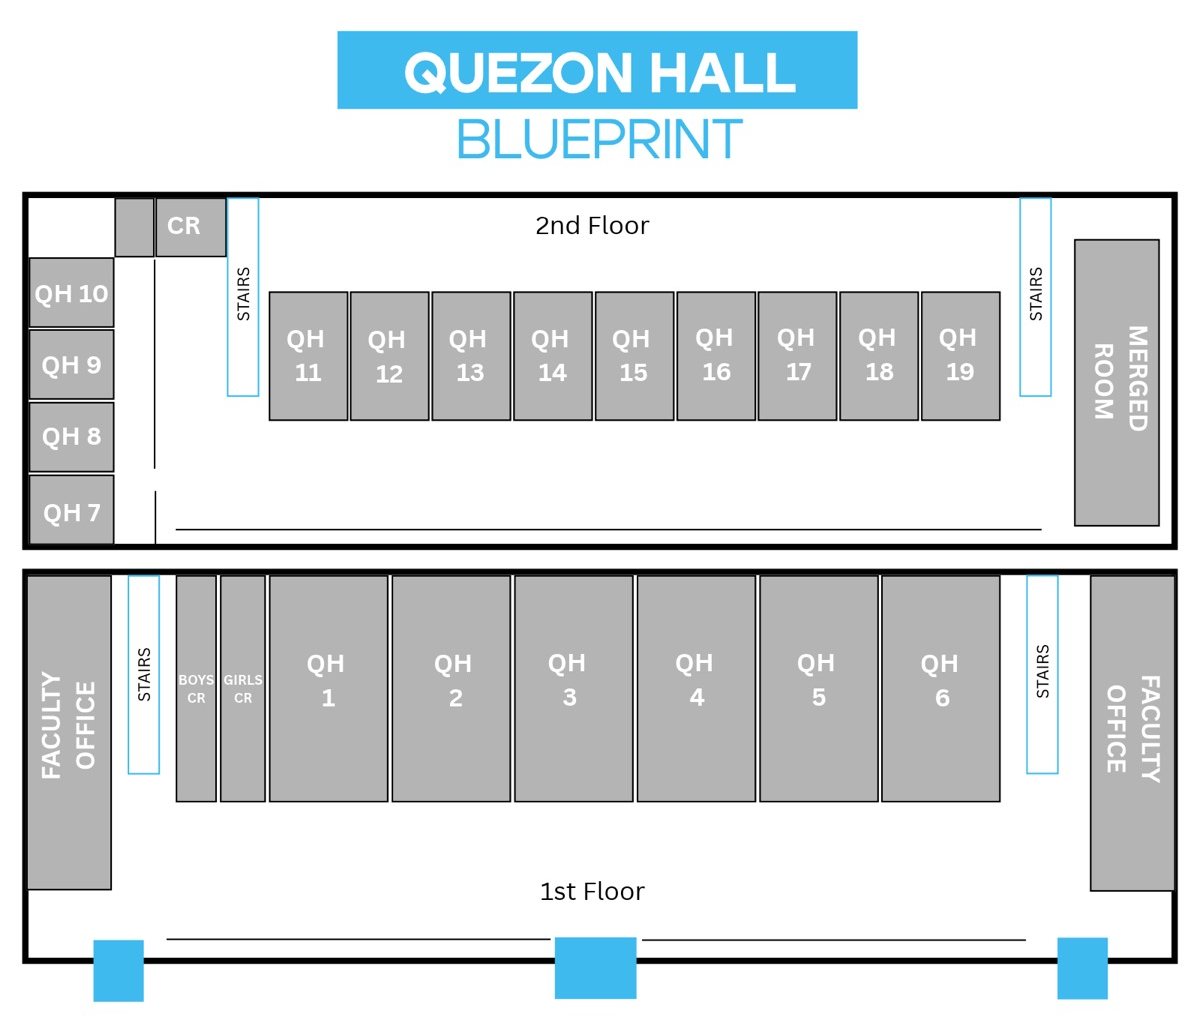 QUEZON HALL
BLUEPRINT
2nd Floor
CR
STAIRS
STAIRS
QH 10
QH 9
QH 8
QH 7
QH
11
QH
12
QH
13
QH
14
QH
15
QH
16
QH
17
QH
18
QH
19
MERGED
ROOM
FACULTY
OFFICE
STAIRS
BOYS
CR
GIRLS
CR
QH
1
QH
2
QH
3
QH
4
QH
5
QH
6
STAIRS
FACULTY
OFFICE
1st Floor